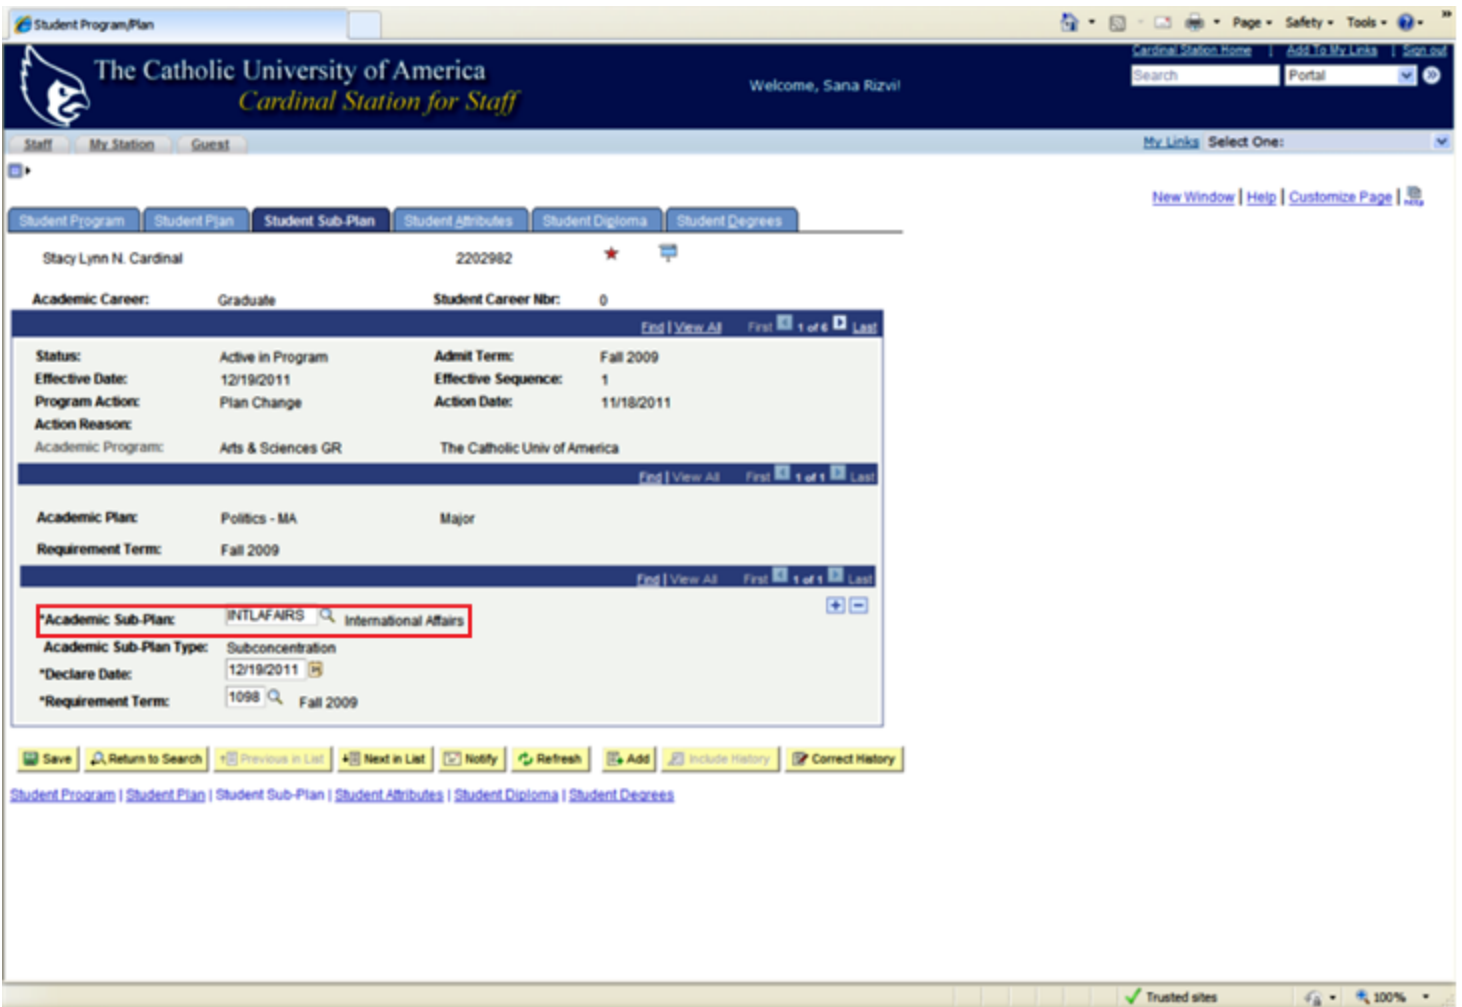 Student Program/Plan
Page Safety Tools
The Catholic University of America
Cardinal Station for Staff
Welcome, Sana Rizvi!
Cardinal Station Home | Add To My Links | Sign out
Search Portal
Staff My Station Guest
My Links Select One:
New Window | Help | Customize Page |
Student Program Student Plan Student Sub-Plan Student Attributes Student Diploma Student Degrees
Stacy Lynn N. Cardinal 2202982
Academic Career: Graduate Student Career Nbr: 0
Find | View All First 1 of 6 Last
Status: Active in Program Admit Term: Fall 2009
Effective Date: 12/19/2011 Effective Sequence: 1
Program Action: Plan Change Action Date: 11/18/2011
Action Reason:
Academic Program: Arts & Sciences GR The Catholic Univ of America
Find | View All First 1 of 1 Last
Academic Plan: Politics - MA Major
Requirement Term: Fall 2009
Find | View All First 1 of 1 Last
*Academic Sub-Plan: INTLAFAIRS International Affairs
Academic Sub-Plan Type: Subconcentration
*Declare Date: 12/19/2011
*Requirement Term: 1098 Fall 2009
Save Return to Search Previous in List Next in List Notify Refresh Add Include History Correct History
Student Program | Student Plan | Student Sub-Plan | Student Attributes | Student Diploma | Student Degrees
Trusted sites 100%